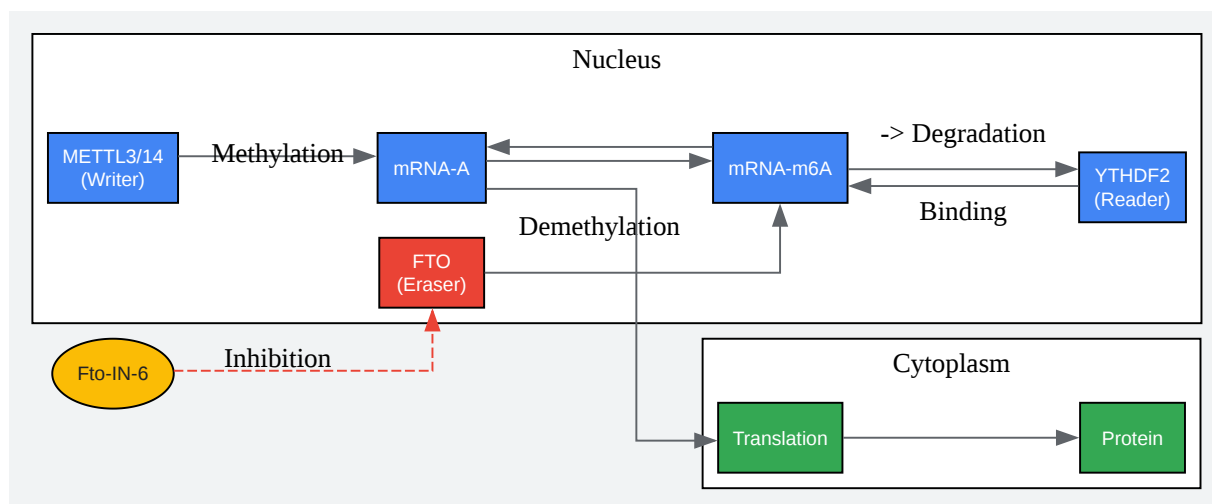 Nucleus
-> Degradation
METTL3/14
(Writer)
Methylation
mRNA-A
mRNA-m6A
YTHDF2
(Reader)
Binding
Demethylation
FTO
(Eraser)
Inhibition
Fto-IN-6
Cytoplasm
Translation
Protein